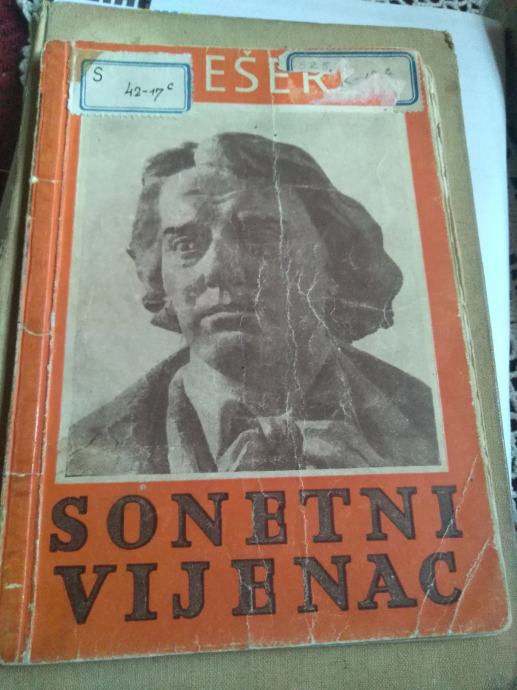 S
42-17c
EŠER
SONETNI
VIJENAC